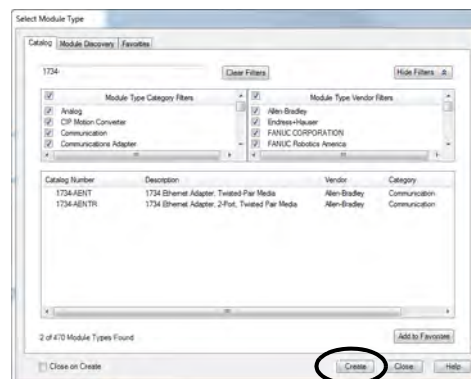 Select Module Type
Catalog Module Discovery Favorites
1734- Clear Filters Hide Filters
Module Type Category Filters Module Type Vendor Filters
Analog Allen-Bradley
CIP Motion Converter Endress+Hauser
Communication FANUC CORPORATION
Communications Adapter FANUC Robotics America
Catalog Number Description Vendor Category
1734-AENT 1734 Ethernet Adapter, Twisted-Pair Media Allen-Bradley Communication
1734-AENTR 1734 Ethernet Adapter, 2-Port, Twisted Pair Media Allen-Bradley Communication
2 of 470 Module Types Found Add to Favorites
Close on Create Create Close Help